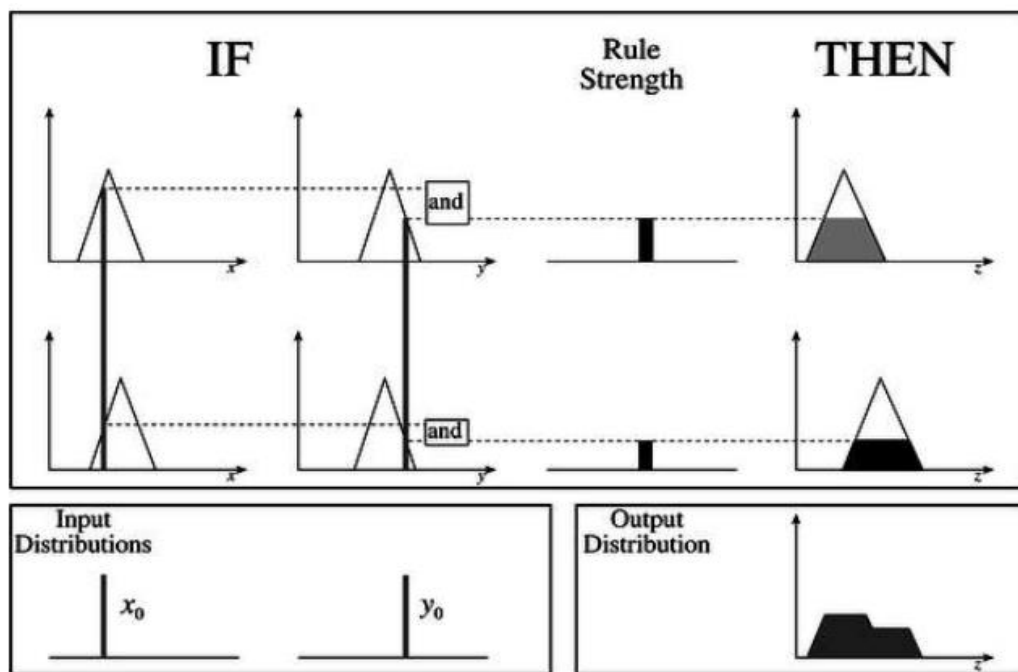 IF
Rule
Strength
THEN
and
x
y
z
and
x
y
z
Input
Distributions
x₀
y₀
Output
Distribution
z